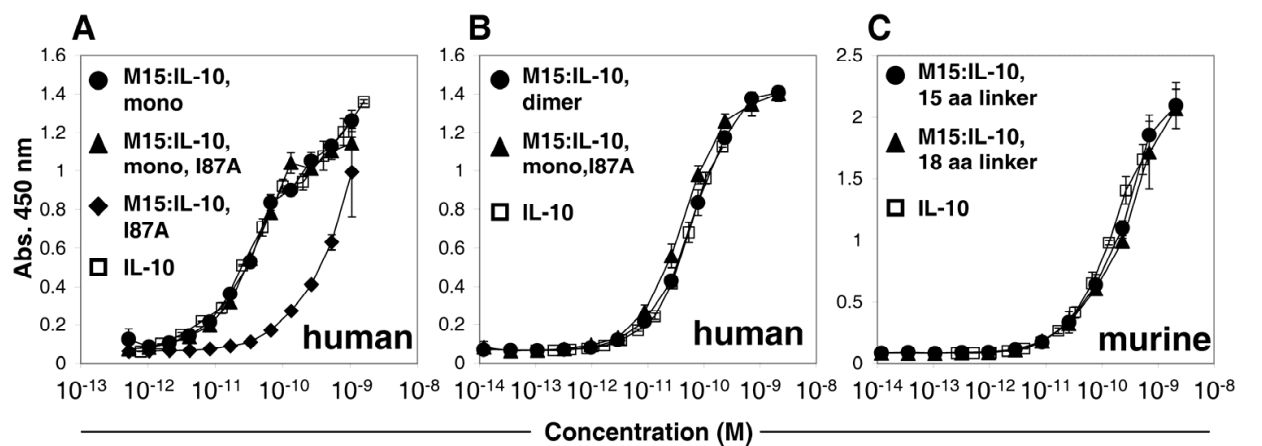 A
B
C
Abs. 450 nm
1.6
1.4
1.2
1
0.8
0.6
0.4
0.2
0
M15:IL-10,
mono
M15:IL-10,
mono, I87A
M15:IL-10,
I87A
IL-10
human
10-13
10-12
10-11
10-10
10-9
10-8
1.6
1.4
1.2
1
0.8
0.6
0.4
0.2
0
M15:IL-10,
dimer
M15:IL-10,
mono,I87A
IL-10
human
10-14
10-12
10-11
10-10
10-9
10-8
2.5
2
1.5
1
0.5
0
M15:IL-10,
15 aa linker
M15:IL-10,
18 aa linker
IL-10
murine
10-14
10-12
10-11
10-10
10-9
10-8
Concentration (M)